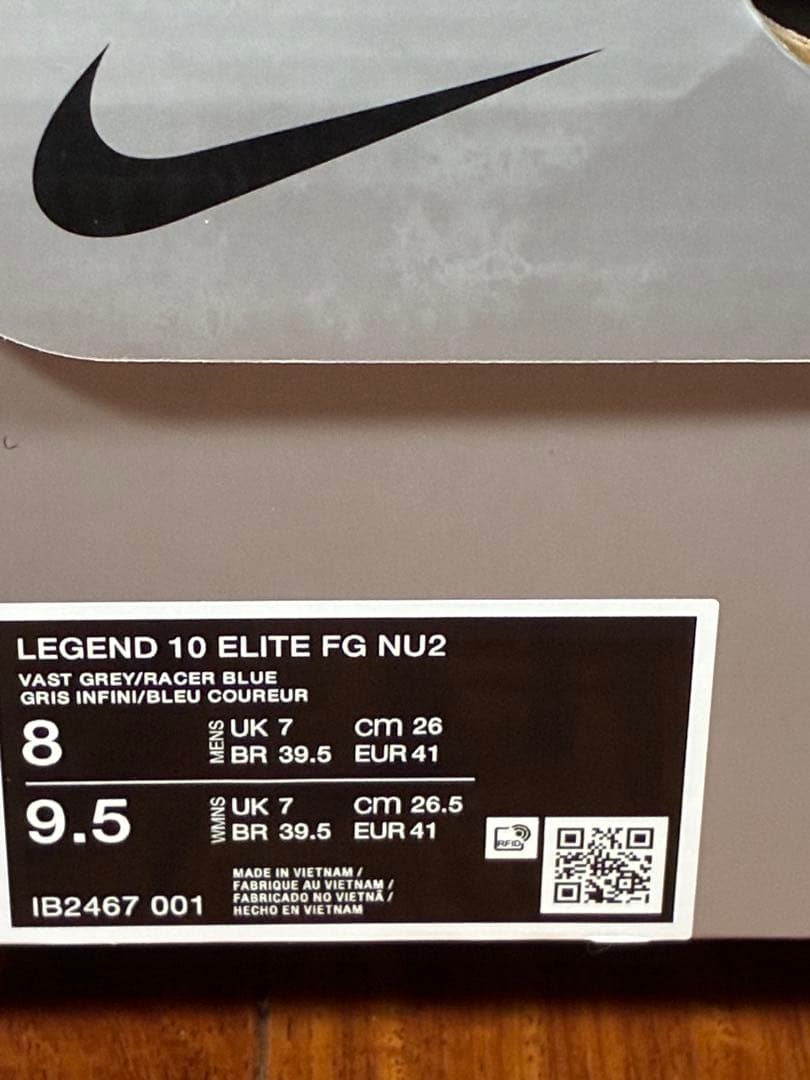 LEGEND 10 ELITE FG NU2
VAST GREY/RACER BLUE
GRIS INFINI/BLEU COUREUR
8 MENS UK 7 cm 26
BR 39.5 EUR 41
9.5 WMNS UK 7 cm 26.5
BR 39.5 EUR 41
RFID
MADE IN VIETNAM /
FABRIQUE AU VIETNAM /
FABRICADO NO VIETNÃ /
HECHO EN VIETNAM
IB2467 001